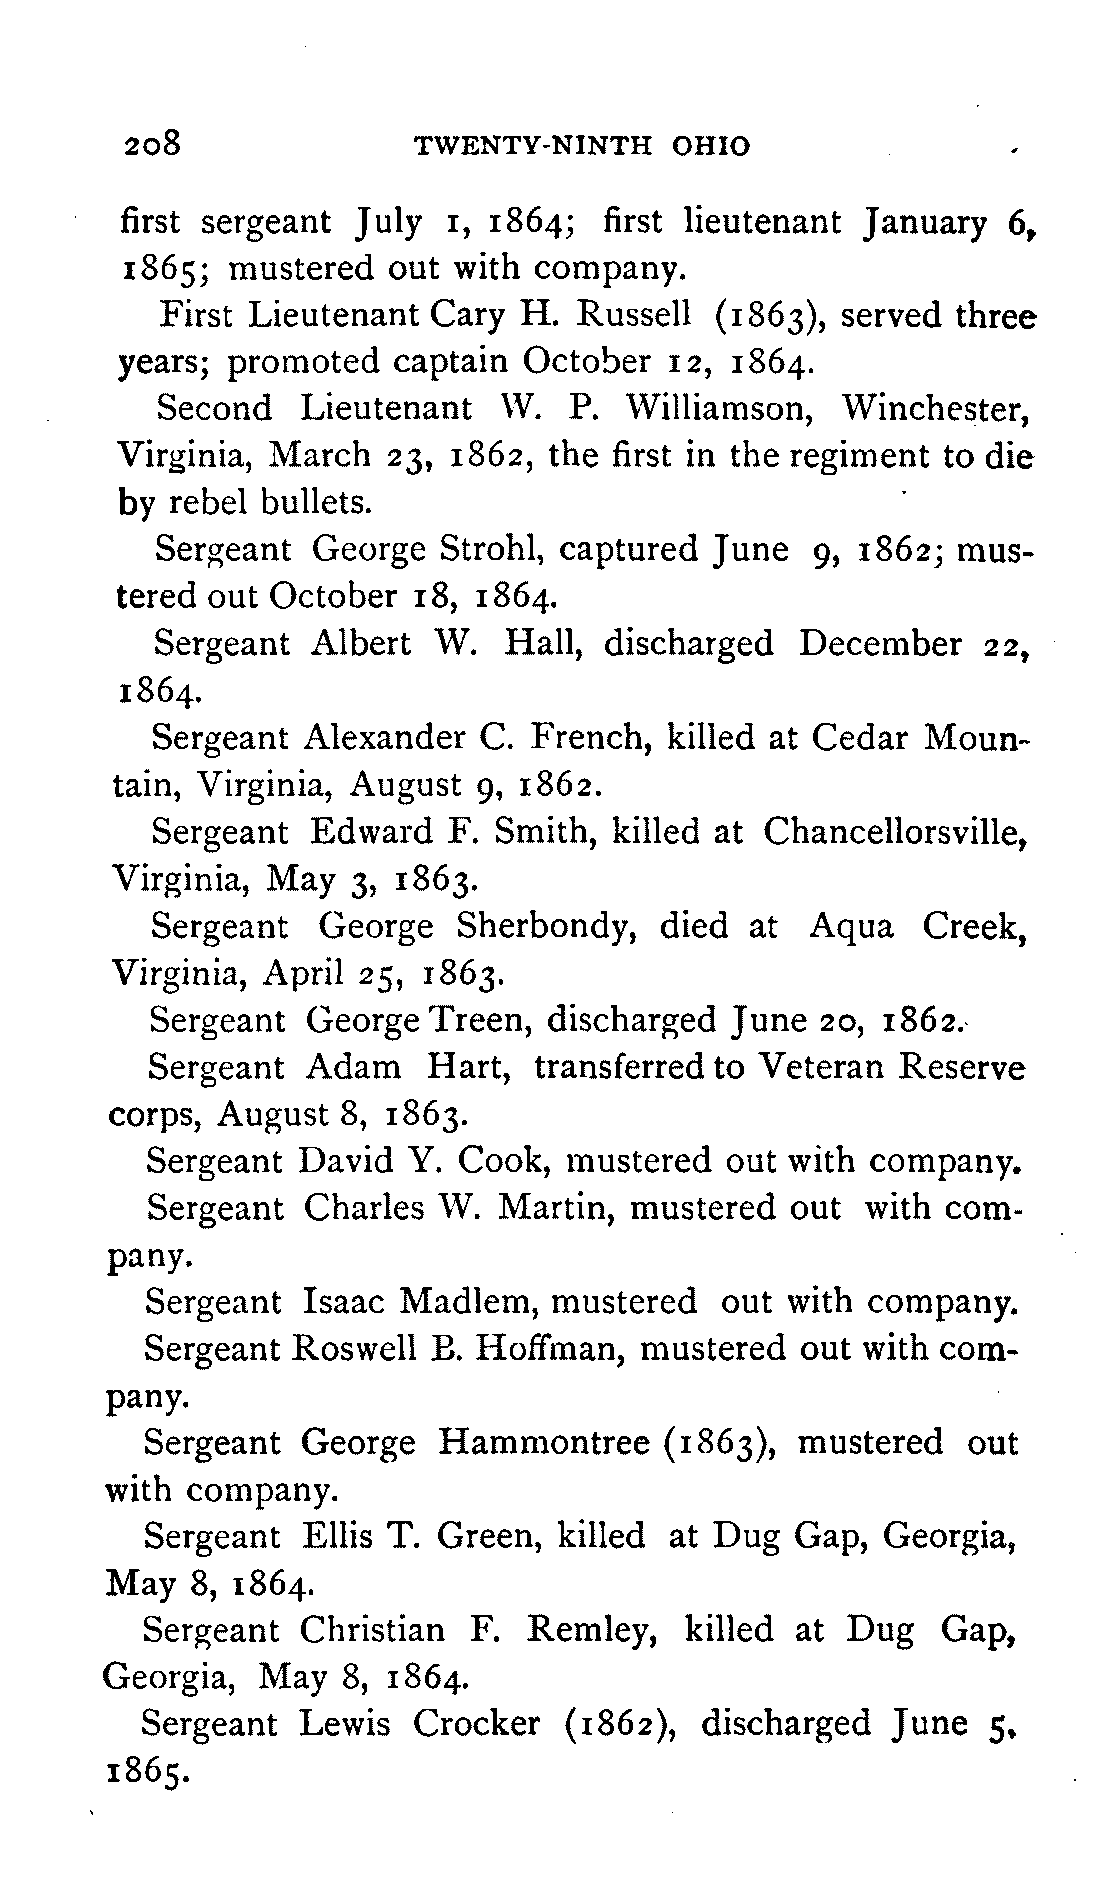 208 TWENTY-NINTH OHIO
first sergeant July 1, 1864; first lieutenant January 6,
1865; mustered out with company.
First Lieutenant Cary H. Russell (1863), served three
years; promoted captain October 12, 1864.
Second Lieutenant W. P. Williamson, Winchester,
Virginia, March 23, 1862, the first in the regiment to die
by rebel bullets.
Sergeant George Strohl, captured June 9, 1862; mus-
tered out October 18, 1864.
Sergeant Albert W. Hall, discharged December 22,
1864.
Sergeant Alexander C. French, killed at Cedar Moun-
tain, Virginia, August 9, 1862.
Sergeant Edward F. Smith, killed at Chancellorsville,
Virginia, May 3, 1863.
Sergeant George Sherbondy, died at Aqua Creek,
Virginia, April 25, 1863.
Sergeant George Treen, discharged June 20, 1862.
Sergeant Adam Hart, transferred to Veteran Reserve
corps, August 8, 1863.
Sergeant David Y. Cook, mustered out with company.
Sergeant Charles W. Martin, mustered out with com-
pany.
Sergeant Isaac Madlem, mustered out with company.
Sergeant Roswell E. Hoffman, mustered out with com-
pany.
Sergeant George Hammontree (1863), mustered out
with company.
Sergeant Ellis T. Green, killed at Dug Gap, Georgia,
May 8, 1864.
Sergeant Christian F. Remley, killed at Dug Gap,
Georgia, May 8, 1864.
Sergeant Lewis Crocker (1862), discharged June 5,
1865.